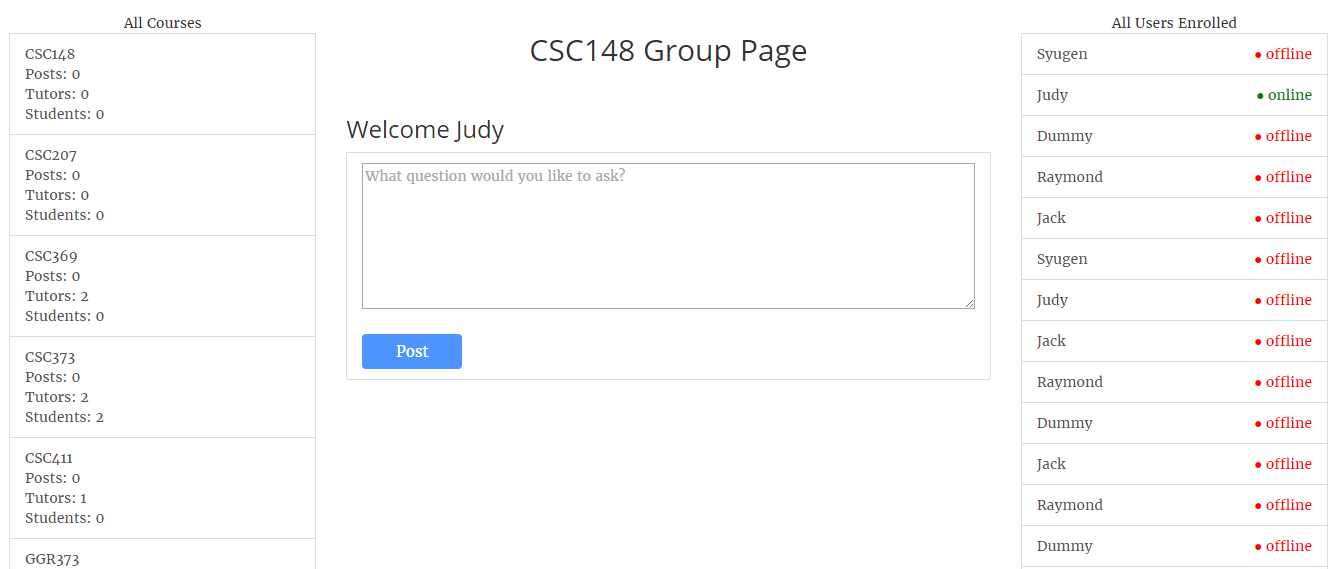 All Courses
CSC148
Posts: 0
Tutors: 0
Students: 0
CSC207
Posts: 0
Tutors: 0
Students: 0
CSC369
Posts: 0
Tutors: 2
Students: 0
CSC373
Posts: 0
Tutors: 2
Students: 2
CSC411
Posts: 0
Tutors: 1
Students: 0
GGR373
CSC148 Group Page
Welcome Judy
What question would you like to ask?
Post
All Users Enrolled
Syugen ● offline
Judy ● online
Dummy ● offline
Raymond ● offline
Jack ● offline
Syugen ● offline
Judy ● offline
Jack ● offline
Raymond ● offline
Dummy ● offline
Jack ● offline
Raymond ● offline
Dummy ● offline